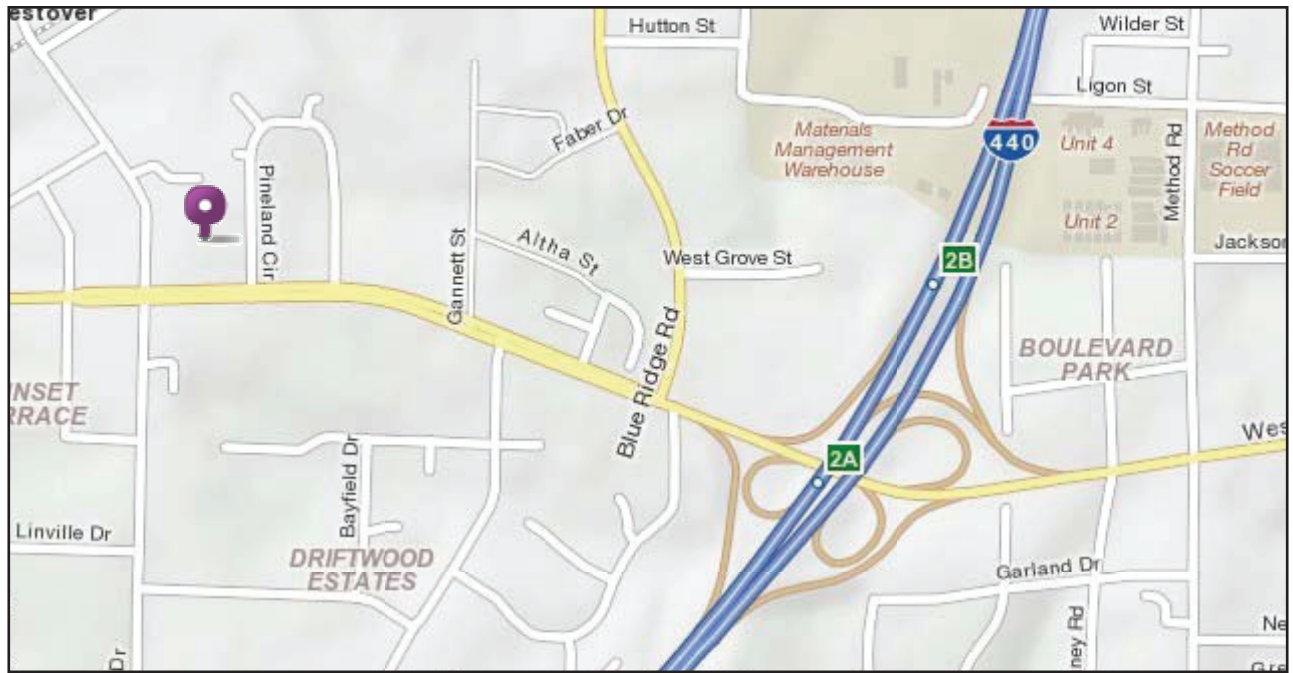 estover
Hutton St
Wilder St
Ligon St
Faber Dr
Materials
Management
Warehouse
440
Unit 4
Method Rd
Method
Rd
Soccer
Field
Pineland Cir
Unit 2
Altha St
Gannett St
West Grove St
2B
Jackson
Blue Ridge Rd
BOULEVARD
PARK
NSET
RRACE
Wes
2A
Bayfield Dr
Linville Dr
DRIFTWOOD
ESTATES
Garland Dr
Dr
ney Rd
Ne
Gre